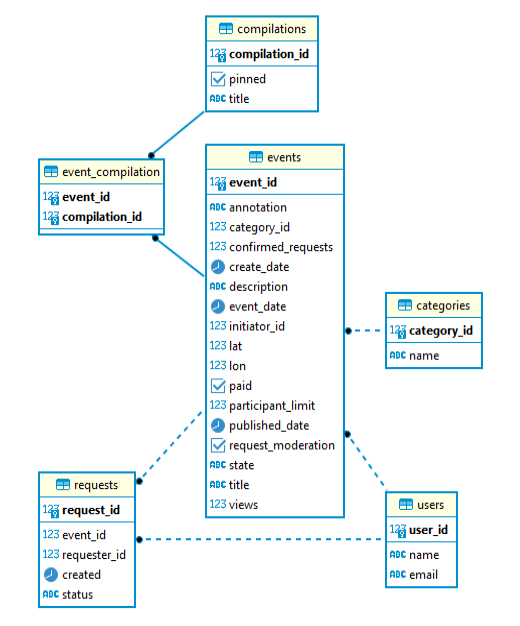 compilations
123 compilation_id
pinned
ABC title
event_compilation
123 event_id
123 compilation_id
events
123 event_id
ABC annotation
123 category_id
123 confirmed_requests
create_date
ABC description
event_date
123 initiator_id
123 lat
123 lon
paid
123 participant_limit
published_date
request_moderation
ABC state
ABC title
123 views
categories
123 category_id
ABC name
requests
123 request_id
123 event_id
123 requester_id
created
ABC status
users
123 user_id
ABC name
ABC email